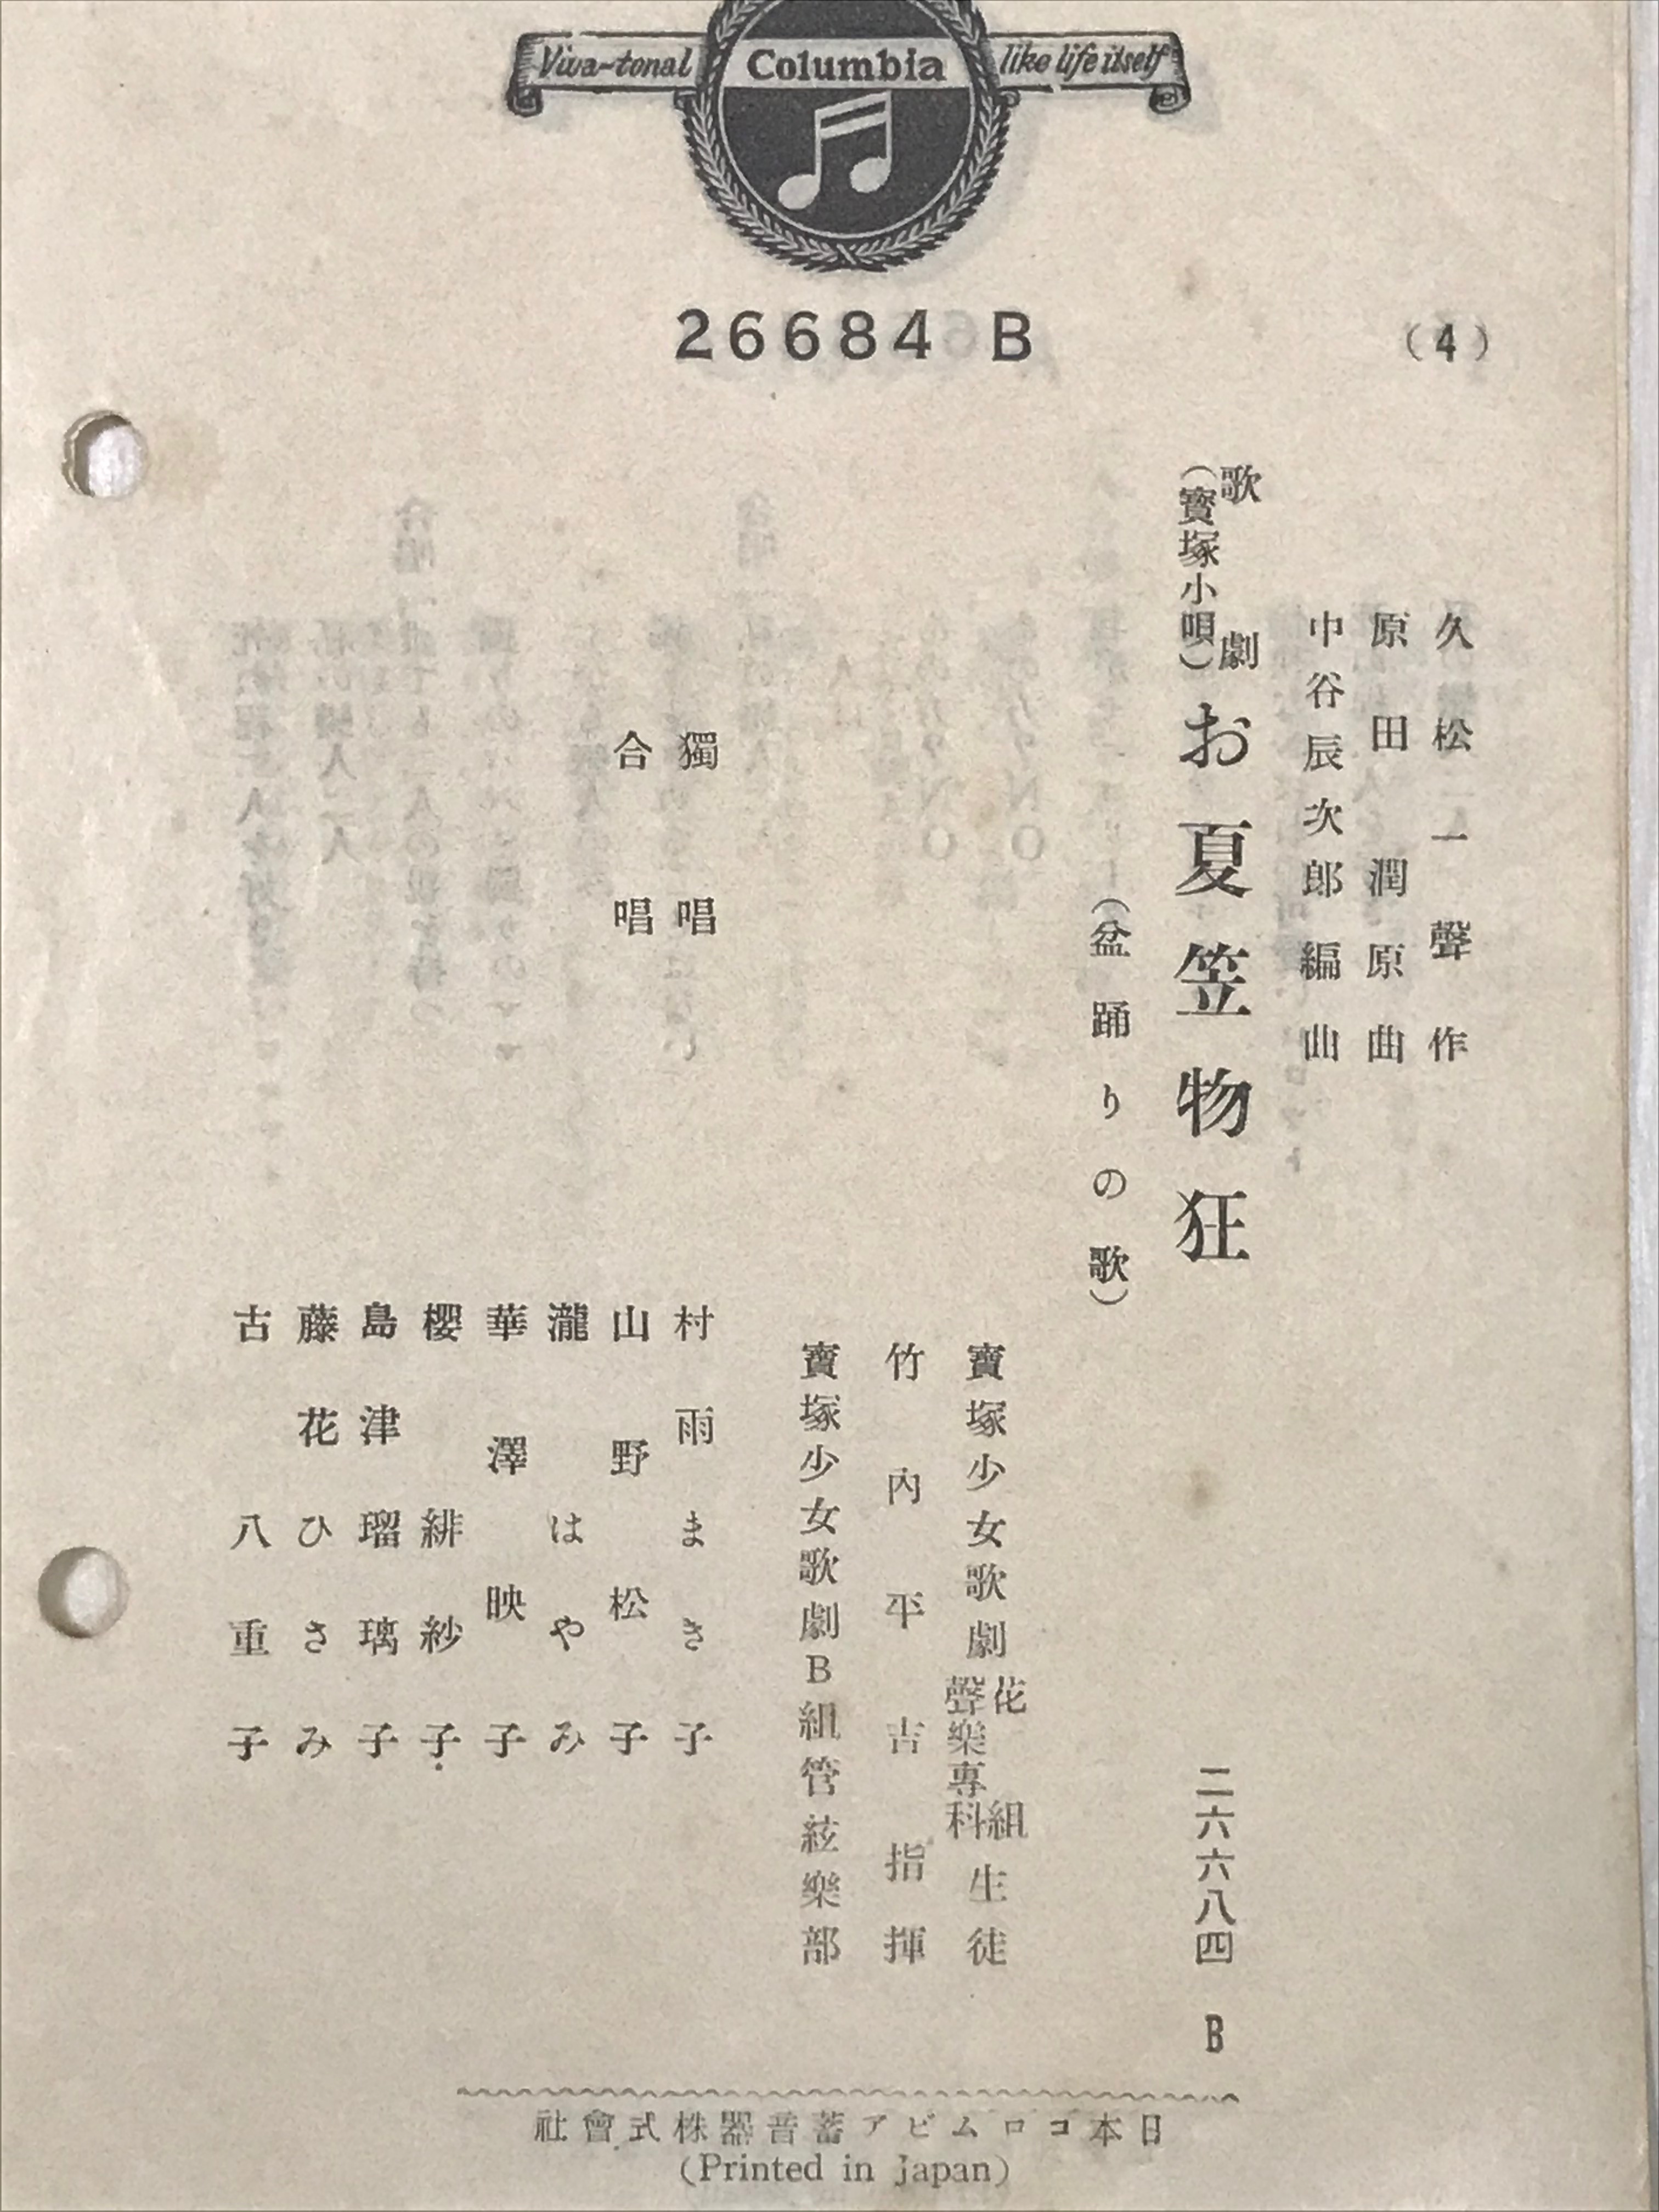 Viva-tonal Columbia like life itself
26684 B
(4)
久松一聲作
原田潤原曲
中谷辰次郎編曲
歌劇
(寶塚小唄)
お夏笠物狂
二六六八四 B
(盆踊りの歌)
寶塚少女歌劇花組生徒
聲樂專科
竹內平吉指揮
寶塚少女歌劇B組管絃樂部
獨唱 村雨まき子
合唱 山野松子
瀧はやみ
華澤映子
櫻緋紗子
島津瑠璃子
藤花ひさみ
古八重子
社會式株器音蓄アビムロコ本日
(Printed in Japan)